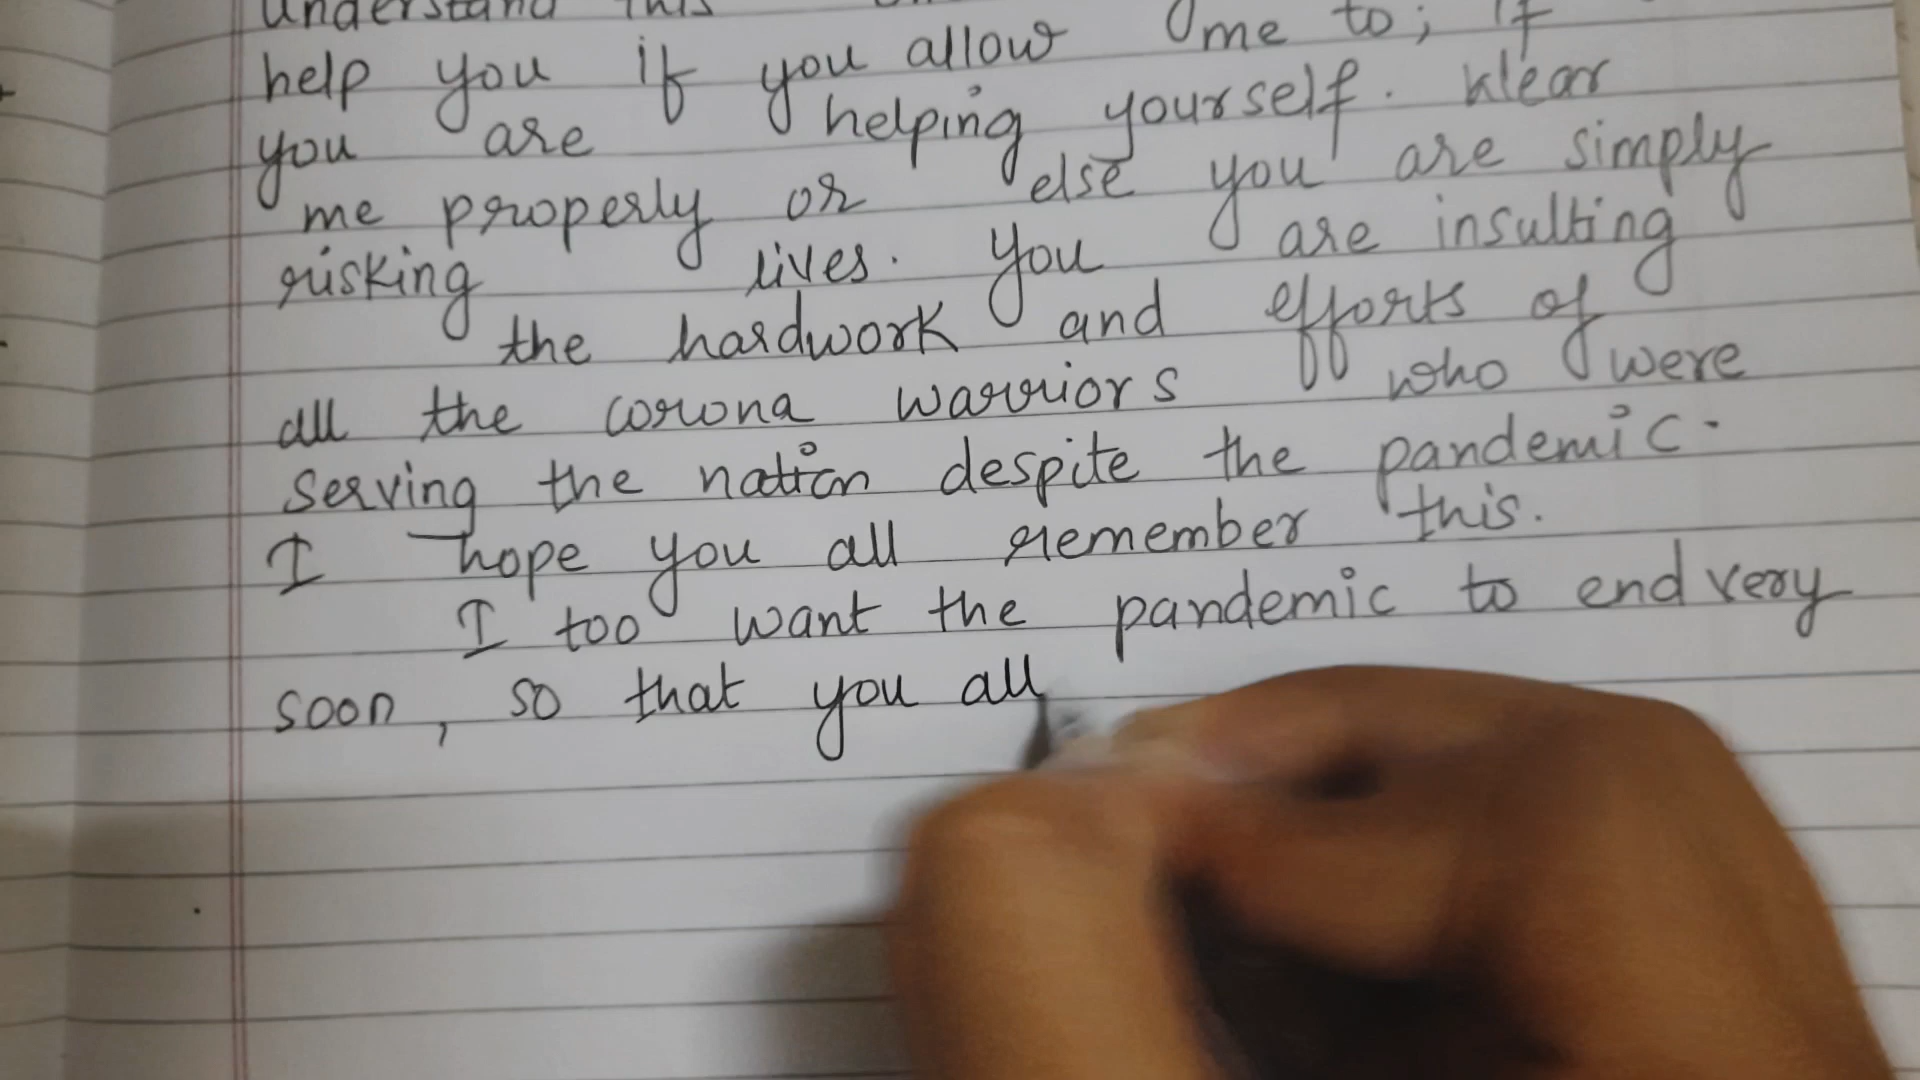 understand this
help you if you allow me to; if
you are helping yourself. Wear
me properly or else you are simply
risking lives. You are insulting
the hardwork and efforts of
all the corona warriors who were
serving the nation despite the pandemic.
I hope you all remember this.
I too want the pandemic to end very
soon, so that you all